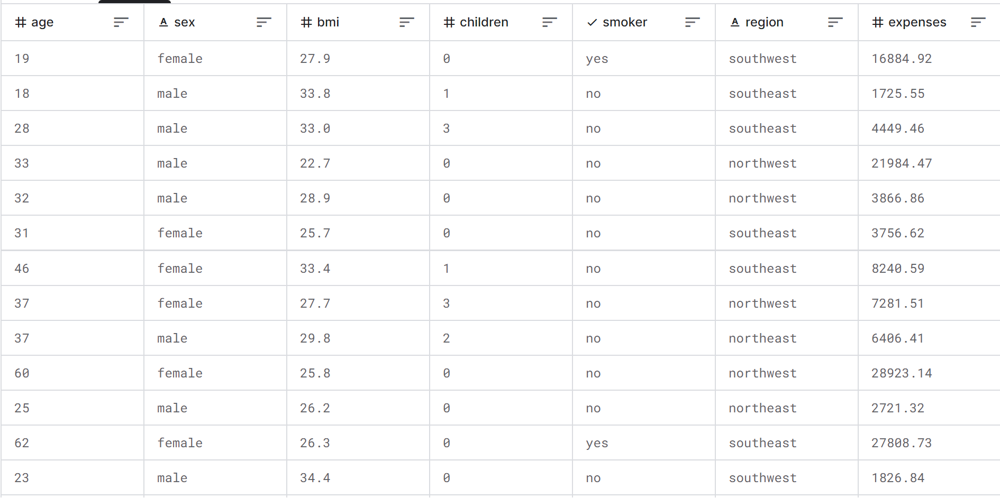 age sex bmi children smoker region expenses
19 female 27.9 0 yes southwest 16884.92
18 male 33.8 1 no southeast 1725.55
28 male 33.0 3 no southeast 4449.46
33 male 22.7 0 no northwest 21984.47
32 male 28.9 0 no northwest 3866.86
31 female 25.7 0 no southeast 3756.62
46 female 33.4 1 no southeast 8240.59
37 female 27.7 3 no northwest 7281.51
37 male 29.8 2 no northeast 6406.41
60 female 25.8 0 no northwest 28923.14
25 male 26.2 0 no northeast 2721.32
62 female 26.3 0 yes southeast 27808.73
23 male 34.4 0 no southwest 1826.84